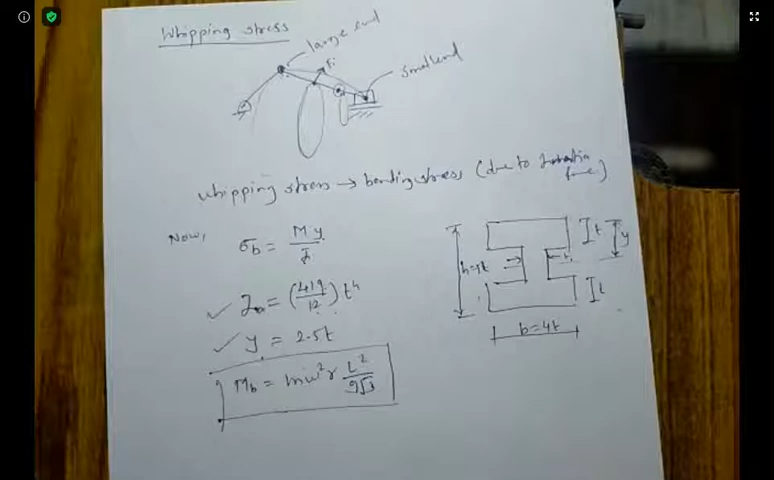 Whipping stress
large end
Fi
small end
Whipping stress → bending stress (due to Inertia force)
Now,
σb = My/I
t
y
h=5t
t
Ixx = (419/12) t⁴
y = 2.5t
t
b=4t
Mb = mω²r L²/9√3